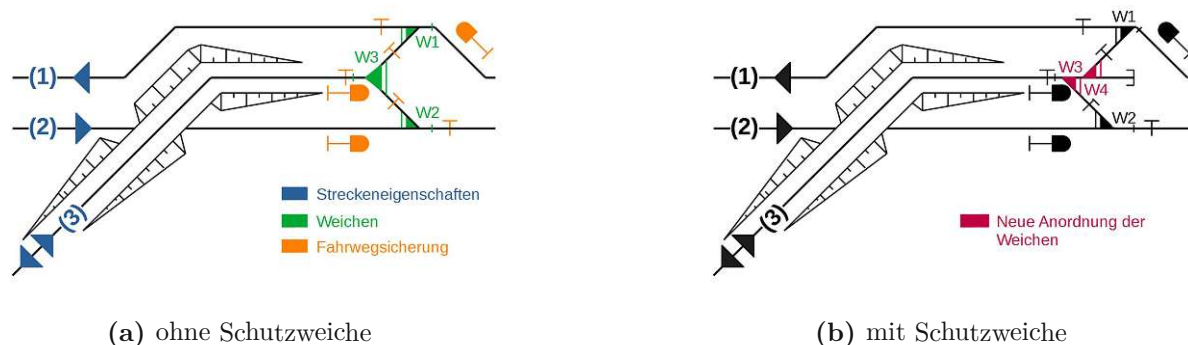 W1
W3
(1)
W2
(2)
(3)
Streckeneigenschaften
Weichen
Fahrwegsicherung
(a) ohne Schutzweiche
W1
W3
(1)
W4
W2
(2)
(3)
Neue Anordnung der
Weichen
(b) mit Schutzweiche